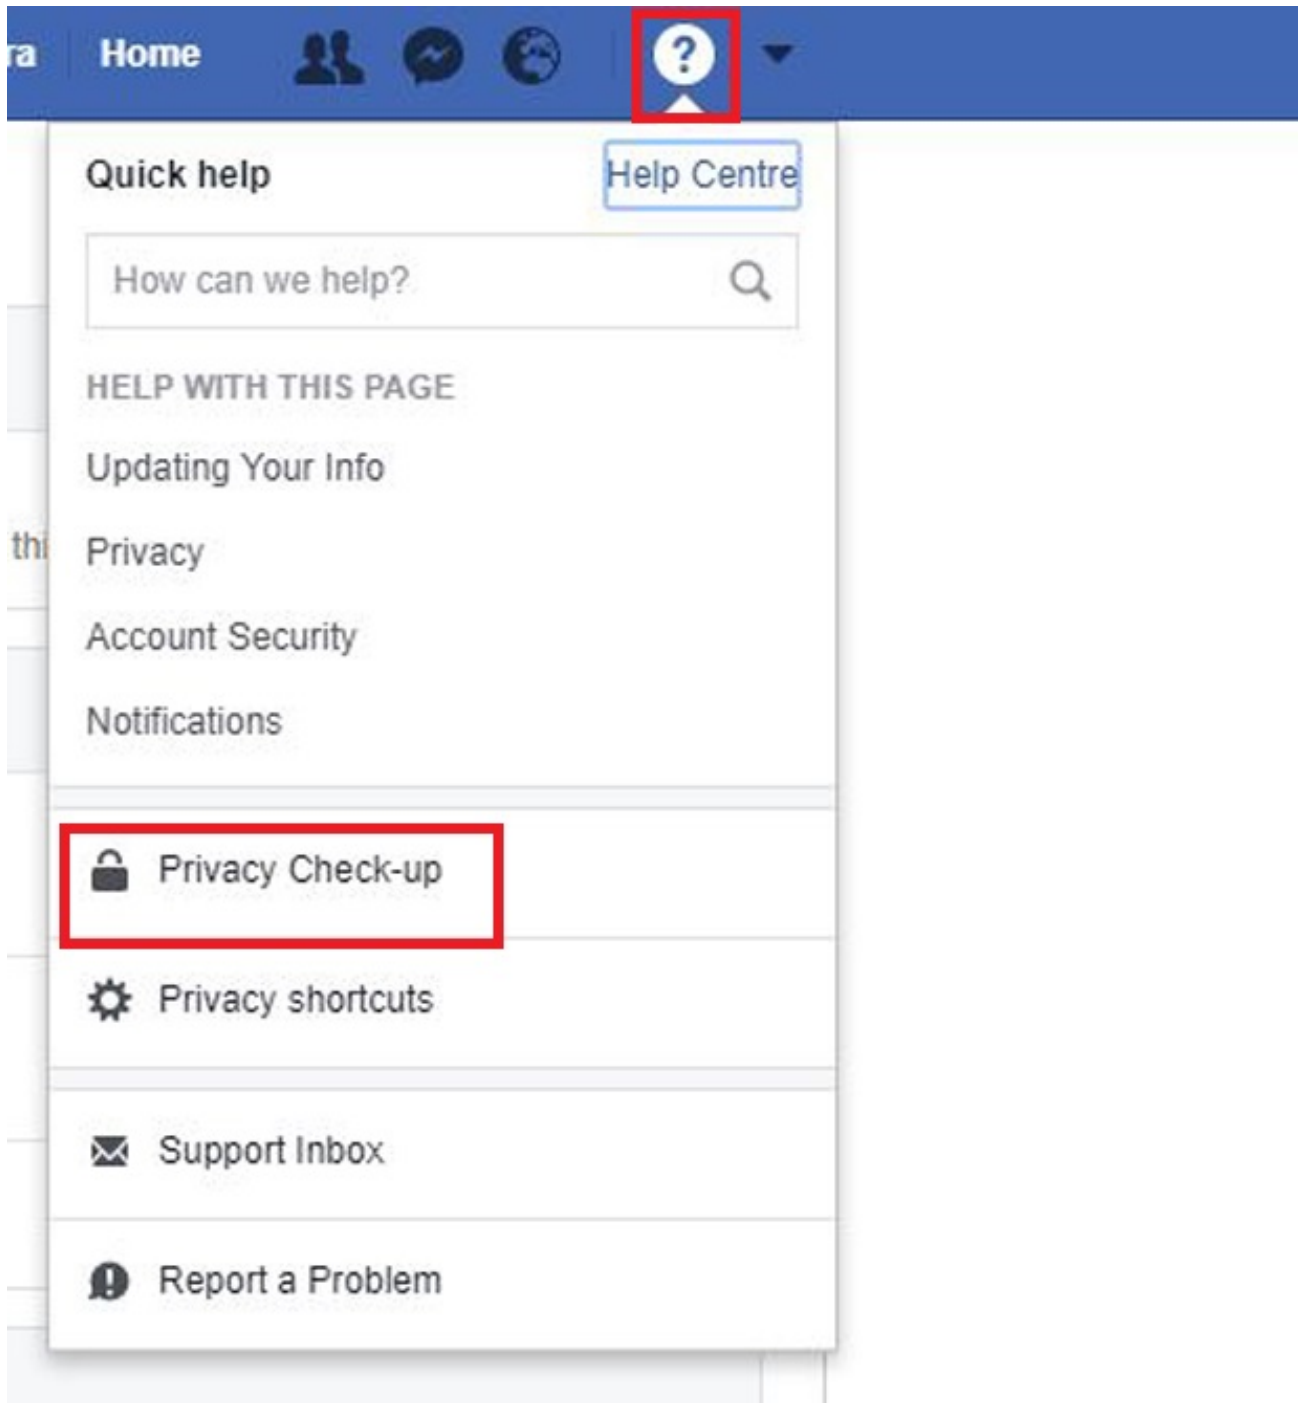 ra Home ?
Quick help Help Centre
How can we help?
HELP WITH THIS PAGE
Updating Your Info
thi
Privacy
Account Security
Notifications
Privacy Check-up
Privacy shortcuts
Support Inbox
Report a Problem